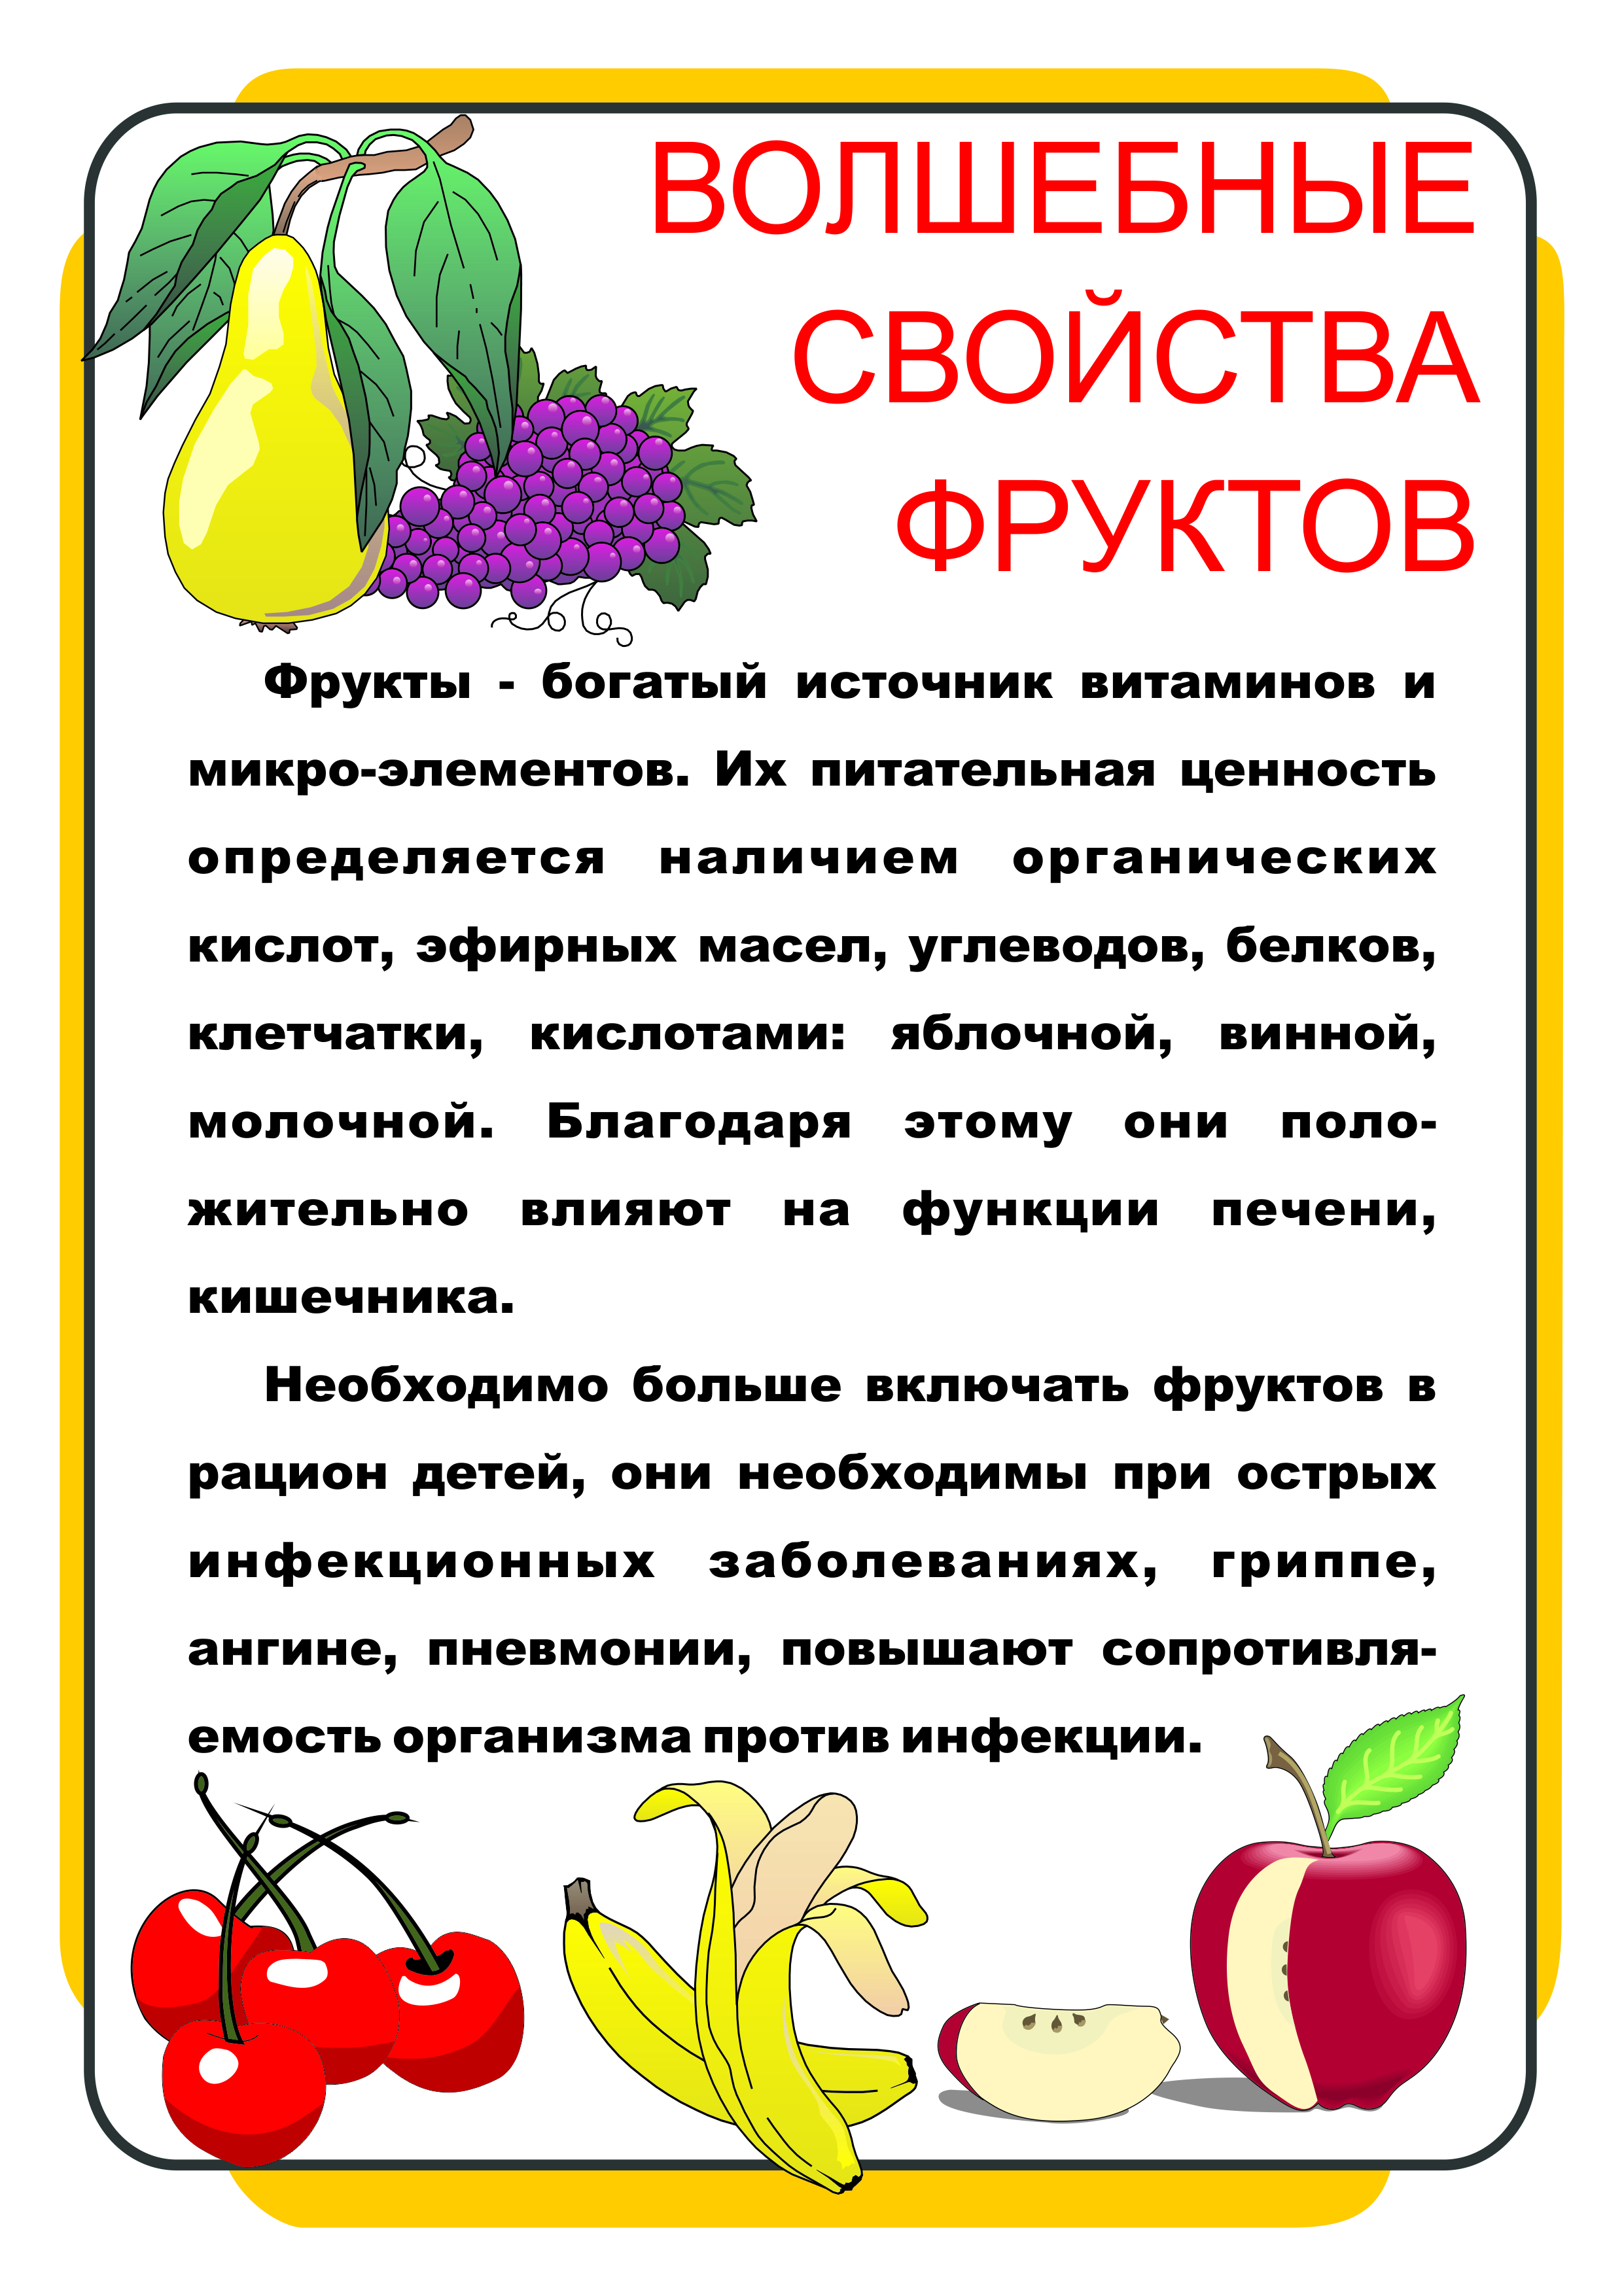 ВОЛШЕБНЫЕ
СВОЙСТВА
ФРУКТОВ
Фрукты - богатый источник витаминов и
микро-элементов. Их питательная ценность
определяется наличием органических
кислот, эфирных масел, углеводов, белков,
клетчатки, кислотами: яблочной, винной,
молочной. Благодаря этому они поло-
жительно влияют на функции печени,
кишечника.
Необходимо больше включать фруктов в
рацион детей, они необходимы при острых
инфекционных заболеваниях, гриппе,
ангине, пневмонии, повышают сопротивля-
емость организма против инфекции.